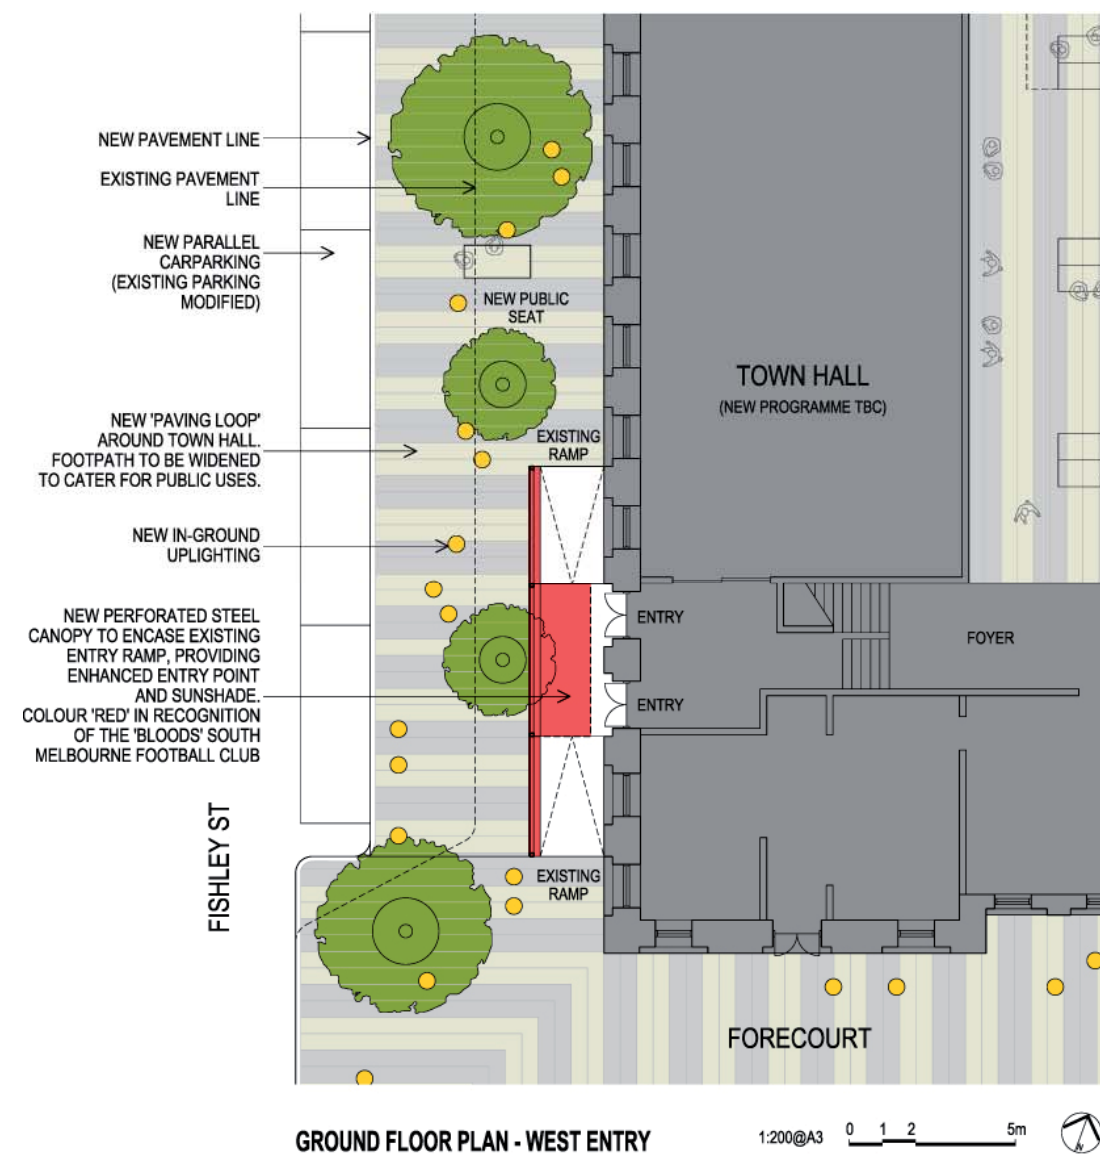 NEW PAVEMENT LINE
EXISTING PAVEMENT
LINE
NEW PARALLEL
CARPARKING
(EXISTING PARKING
MODIFIED)
NEW PUBLIC
SEAT
TOWN HALL
(NEW PROGRAMME TBC)
NEW 'PAVING LOOP'
AROUND TOWN HALL.
FOOTPATH TO BE WIDENED
TO CATER FOR PUBLIC USES.
EXISTING
RAMP
NEW IN-GROUND
UPLIGHTING
NEW PERFORATED STEEL
CANOPY TO ENCASE EXISTING
ENTRY RAMP, PROVIDING
ENHANCED ENTRY POINT
AND SUNSHADE.
COLOUR 'RED' IN RECOGNITION
OF THE 'BLOODS' SOUTH
MELBOURNE FOOTBALL CLUB
ENTRY
FOYER
ENTRY
FISHLEY ST
EXISTING
RAMP
FORECOURT
GROUND FLOOR PLAN - WEST ENTRY
1:200@A3
0 1 2 5m
N